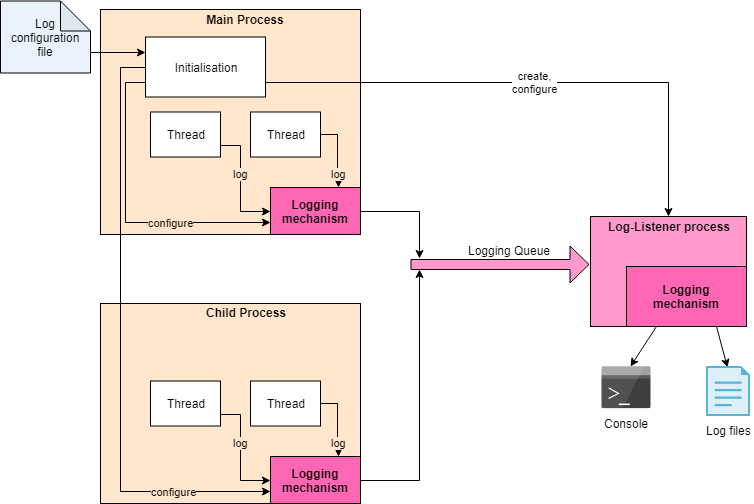 Log
configuration
file
Main Process
Initialisation
create,
configure
Thread
Thread
log
log
Logging
mechanism
configure
Logging Queue
Log-Listener process
Logging
mechanism
Child Process
Console
Log files
Thread
Thread
log
log
Logging
mechanism
configure